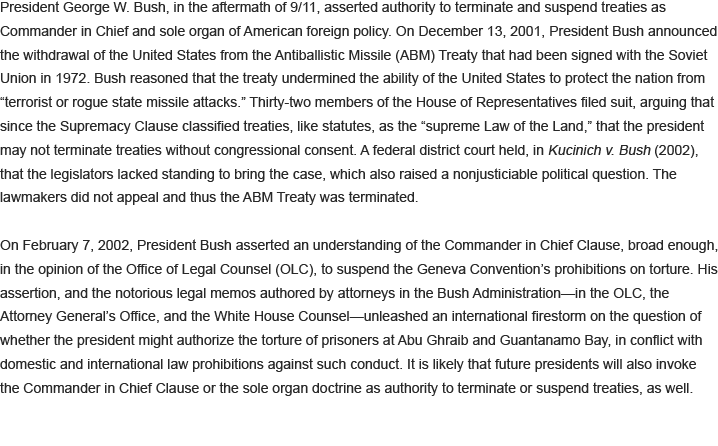 President George W. Bush, in the aftermath of 9/11, asserted authority to terminate and suspend treaties as
Commander in Chief and sole organ of American foreign policy. On December 13, 2001, President Bush announced
the withdrawal of the United States from the Antiballistic Missile (ABM) Treaty that had been signed with the Soviet
Union in 1972. Bush reasoned that the treaty undermined the ability of the United States to protect the nation from
“terrorist or rogue state missile attacks.” Thirty-two members of the House of Representatives filed suit, arguing that
since the Supremacy Clause classified treaties, like statutes, as the “supreme Law of the Land,” that the president
may not terminate treaties without congressional consent. A federal district court held, in Kucinich v. Bush (2002),
that the legislators lacked standing to bring the case, which also raised a nonjusticiable political question. The
lawmakers did not appeal and thus the ABM Treaty was terminated.
On February 7, 2002, President Bush asserted an understanding of the Commander in Chief Clause, broad enough,
in the opinion of the Office of Legal Counsel (OLC), to suspend the Geneva Convention’s prohibitions on torture. His
assertion, and the notorious legal memos authored by attorneys in the Bush Administration—in the OLC, the
Attorney General’s Office, and the White House Counsel—unleashed an international firestorm on the question of
whether the president might authorize the torture of prisoners at Abu Ghraib and Guantanamo Bay, in conflict with
domestic and international law prohibitions against such conduct. It is likely that future presidents will also invoke
the Commander in Chief Clause or the sole organ doctrine as authority to terminate or suspend treaties, as well.